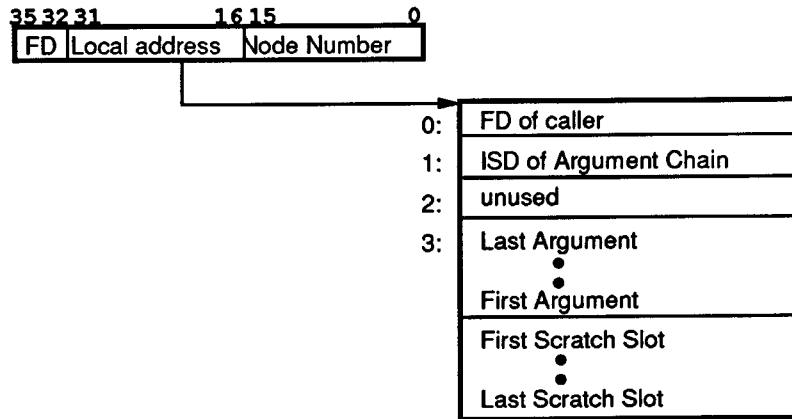 35 32 31 16 15 0
FD Local address Node Number
0: FD of caller
1: ISD of Argument Chain
2: unused
3: Last Argument
First Argument
First Scratch Slot
Last Scratch Slot